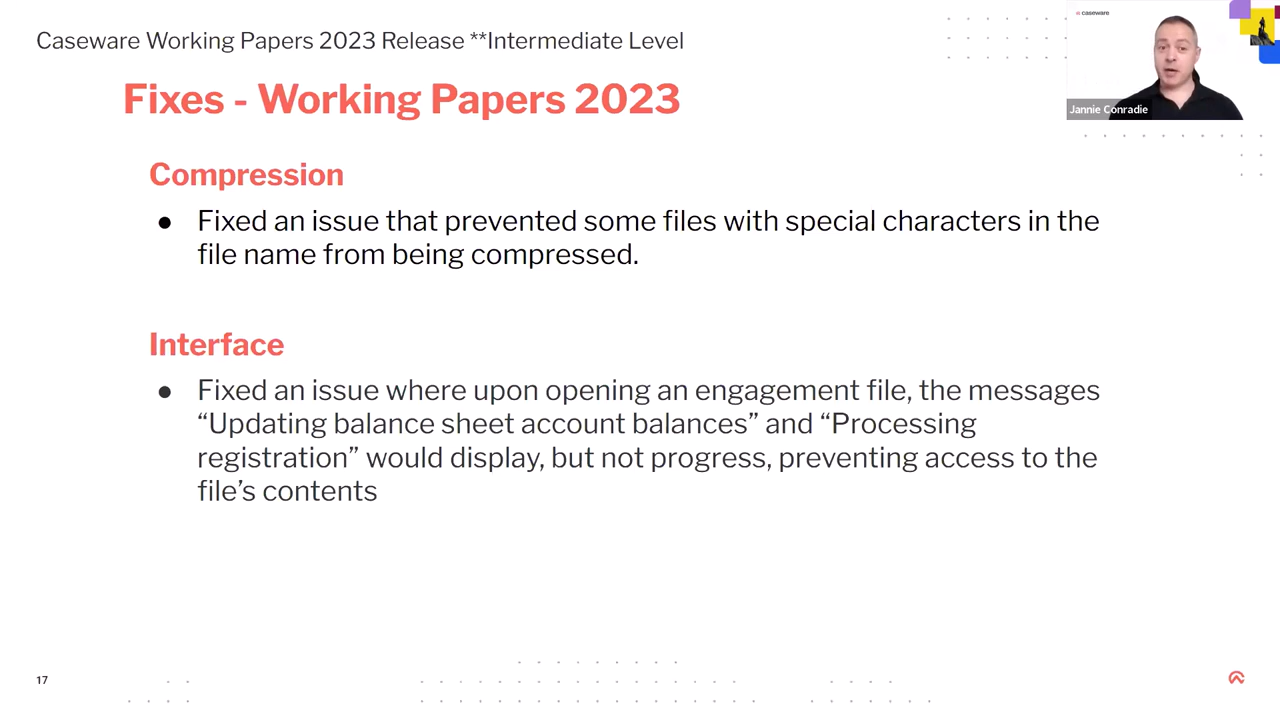 Caseware Working Papers 2023 Release **Intermediate Level
caseware
Jannie Conradie
Fixes - Working Papers 2023
Compression
● Fixed an issue that prevented some files with special characters in the
file name from being compressed.
Interface
● Fixed an issue where upon opening an engagement file, the messages
“Updating balance sheet account balances” and “Processing
registration” would display, but not progress, preventing access to the
file’s contents
17